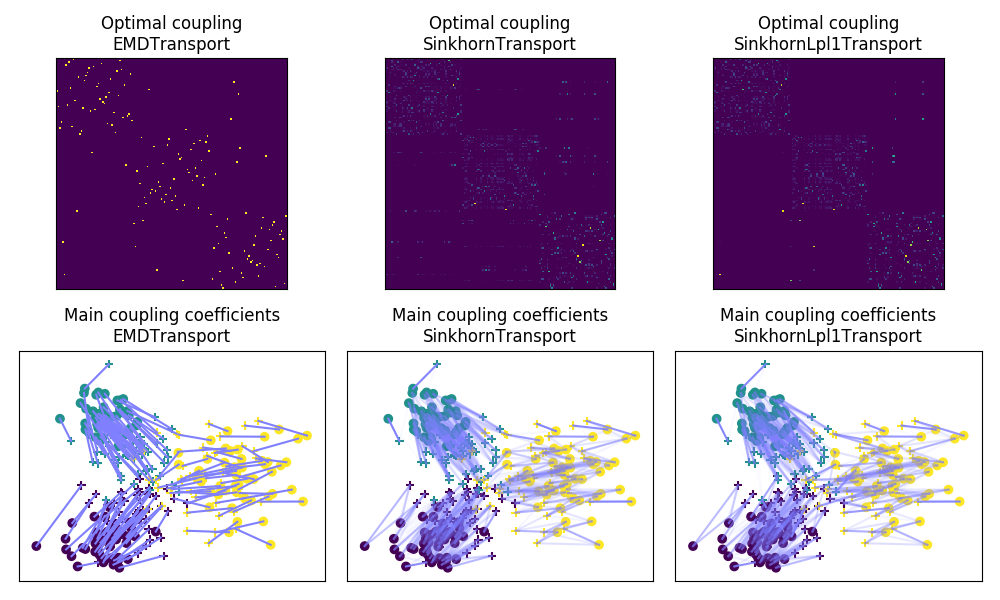 Optimal coupling
EMDTransport
Optimal coupling
SinkhornTransport
Optimal coupling
SinkhornLpl1Transport
Main coupling coefficients
EMDTransport
Main coupling coefficients
SinkhornTransport
Main coupling coefficients
SinkhornLpl1Transport